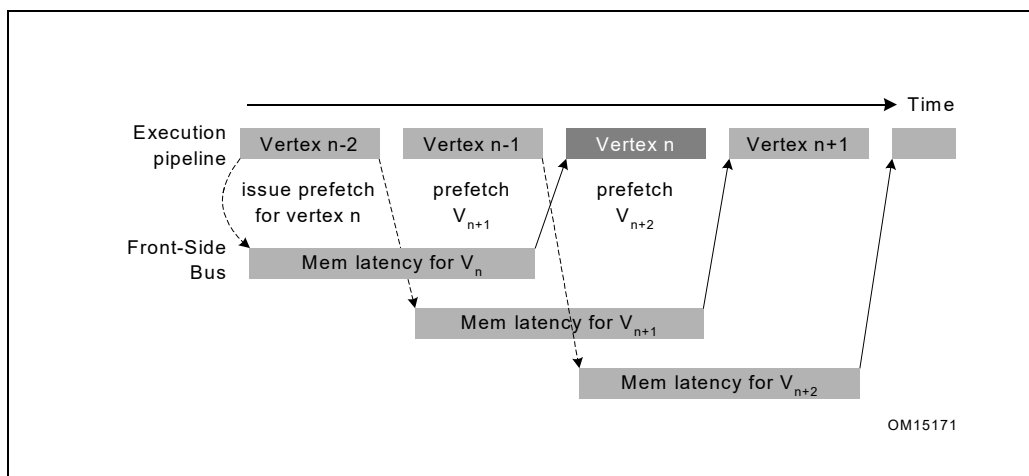 Time
Execution
pipeline
Vertex n-2
Vertex n-1
Vertex n
Vertex n+1
issue prefetch
for vertex n
prefetch
Vn+1
prefetch
Vn+2
Front-Side
Bus
Mem latency for Vn
Mem latency for Vn+1
Mem latency for Vn+2
OM15171